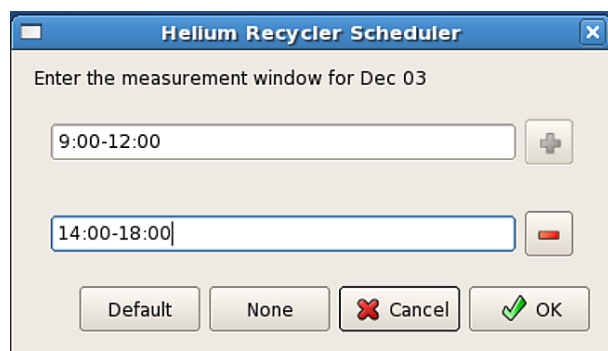 Helium Recycler Scheduler
Enter the measurement window for Dec 03
9:00-12:00
14:00-18:00
Default None Cancel OK